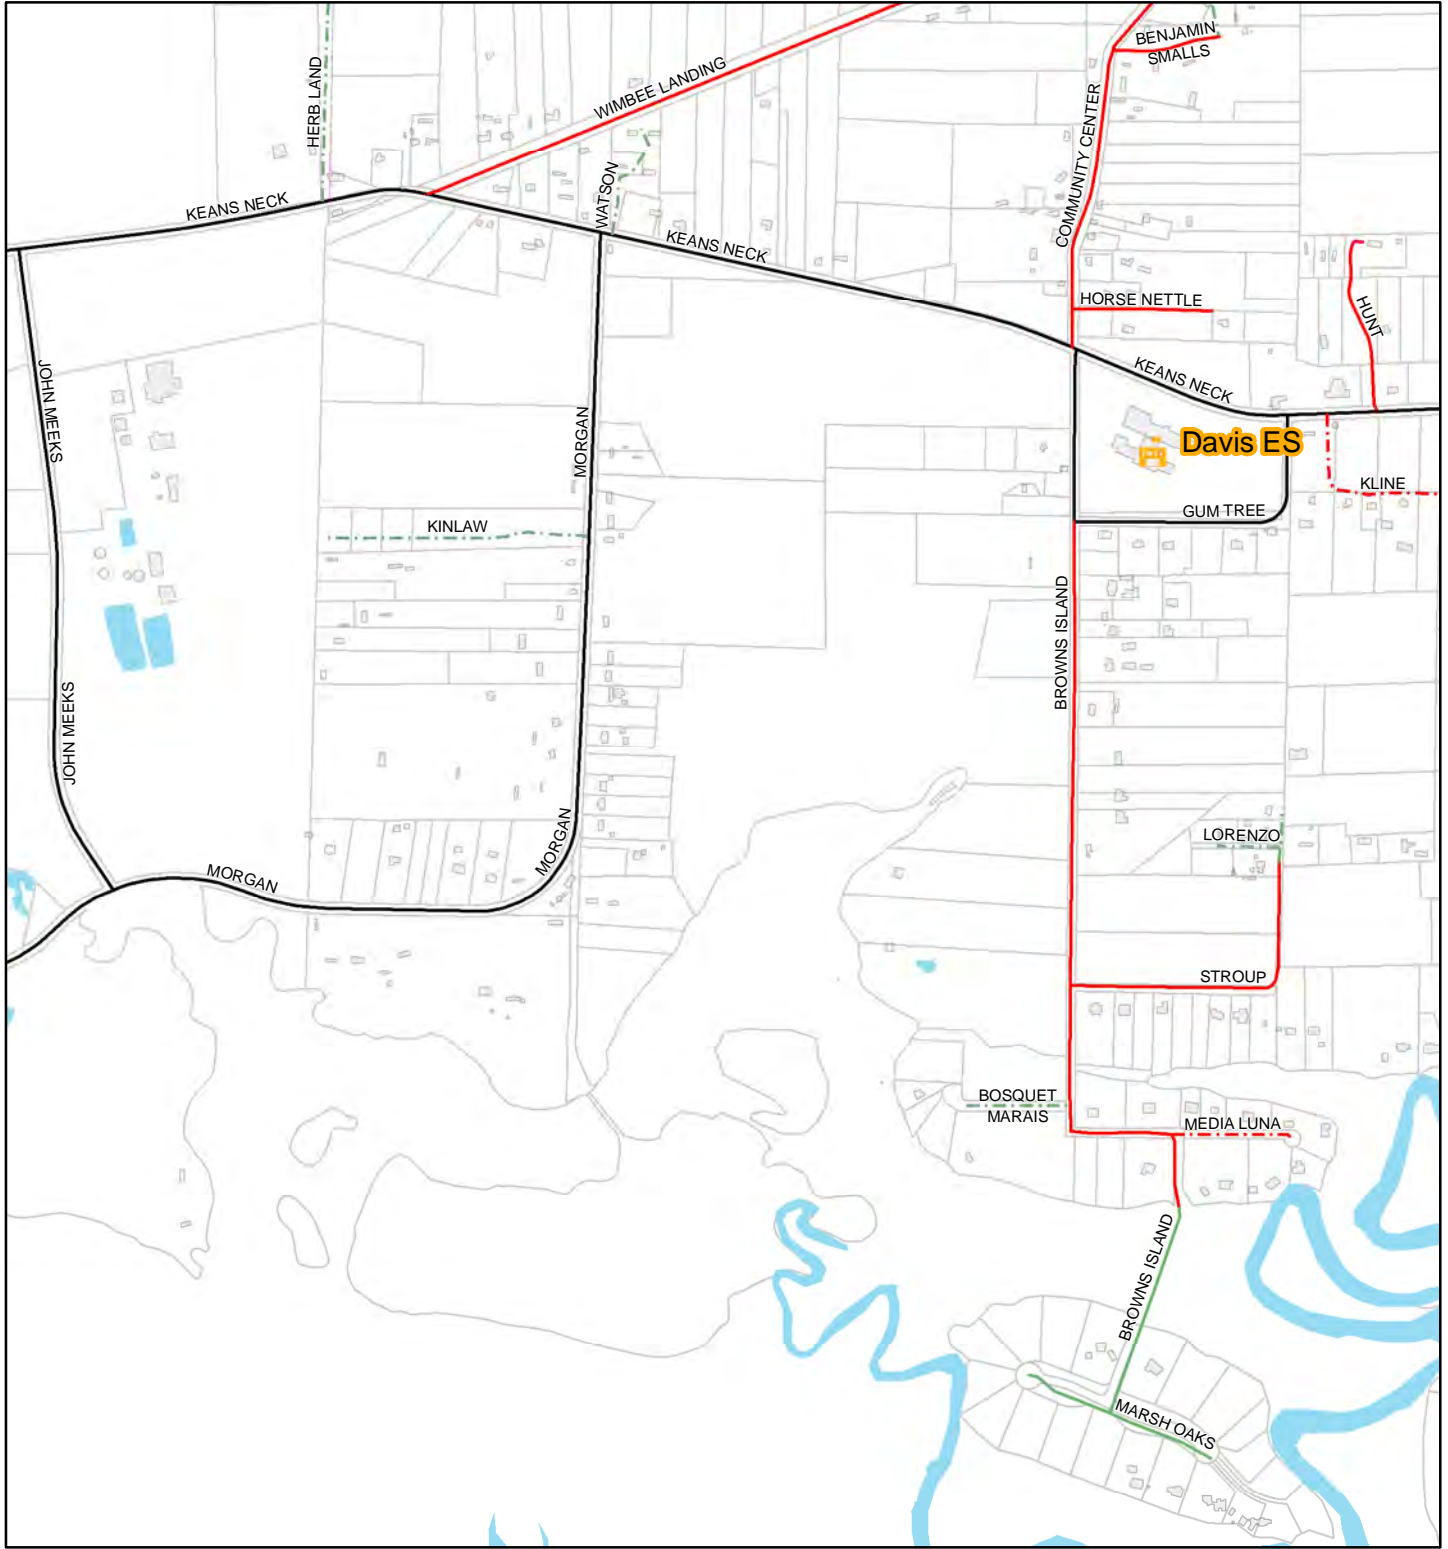 BENJAMIN
SMALLS
HERB LAND
WIMBEE LANDING
COMMUNITY CENTER
WATSON
KEANS NECK
KEANS NECK
HORSE NETTLE
HUNT
JOHN MEEKS
KEANS NECK
MORGAN
Davis ES
KLINE
GUM TREE
KINLAW
BROWNS ISLAND
JOHN MEEKS
MORGAN
LORENZO
MORGAN
STROUP
BOSQUET
MARAIS
MEDIA LUNA
BROWNS ISLAND
MARSH OAKS